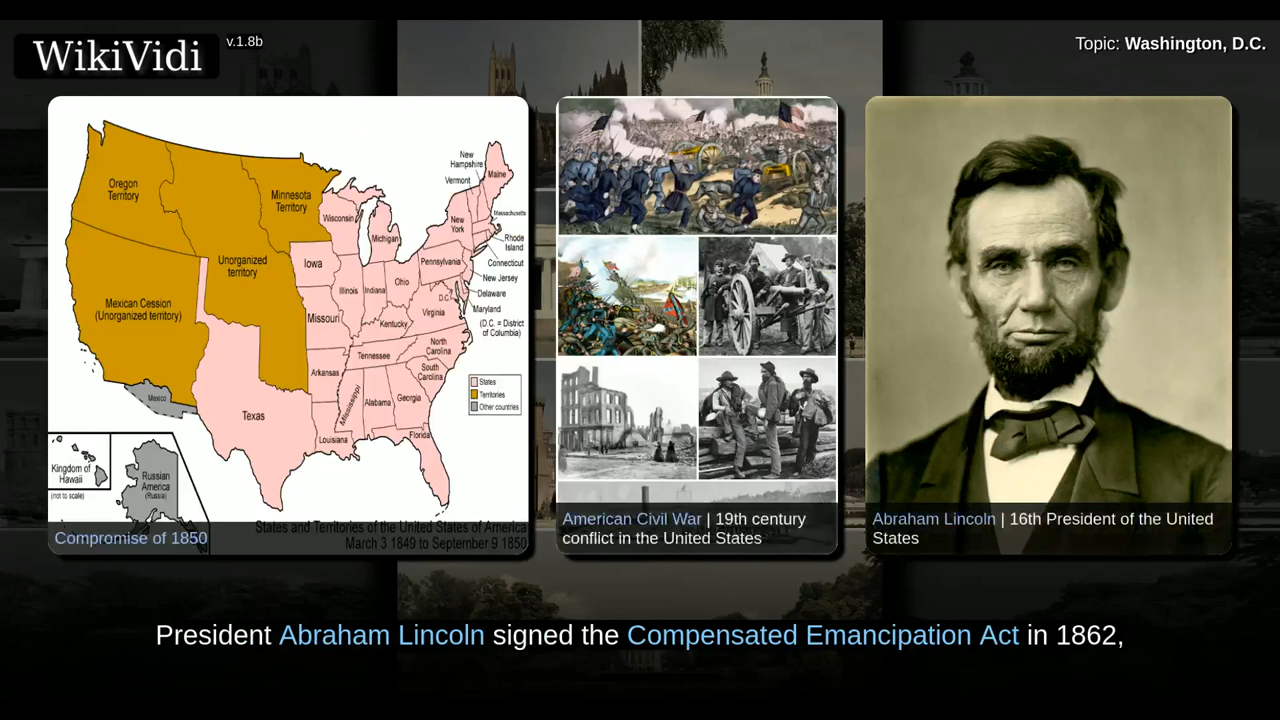 WikiVidi
v.1.8b
Topic: Washington, D.C.
Oregon
Territory
Minnesota
Territory
Unorganized
territory
Mexican Cession
(Unorganized territory)
Mexico
Texas
Wisconsin
Michigan
Iowa
Illinois
Indiana
Ohio
Missouri
Kentucky
Tennessee
Arkansas
Mississippi
Alabama
Georgia
Louisiana
Florida
South
Carolina
North
Carolina
Virginia
D.C.
Pennsylvania
New
York
Vermont
New
Hampshire
Maine
Massachusetts
Rhode
Island
Connecticut
New Jersey
Delaware
Maryland
(D.C. = District
of Columbia)
States
Territories
Other countries
Kingdom of
Hawaii
(not to scale)
Russian
America
(Russia)
States and Territories of the United States of America
March 3 1849 to September 9 1850
Compromise of 1850
American Civil War | 19th century
conflict in the United States
Abraham Lincoln | 16th President of the United
States
President Abraham Lincoln signed the Compensated Emancipation Act in 1862,